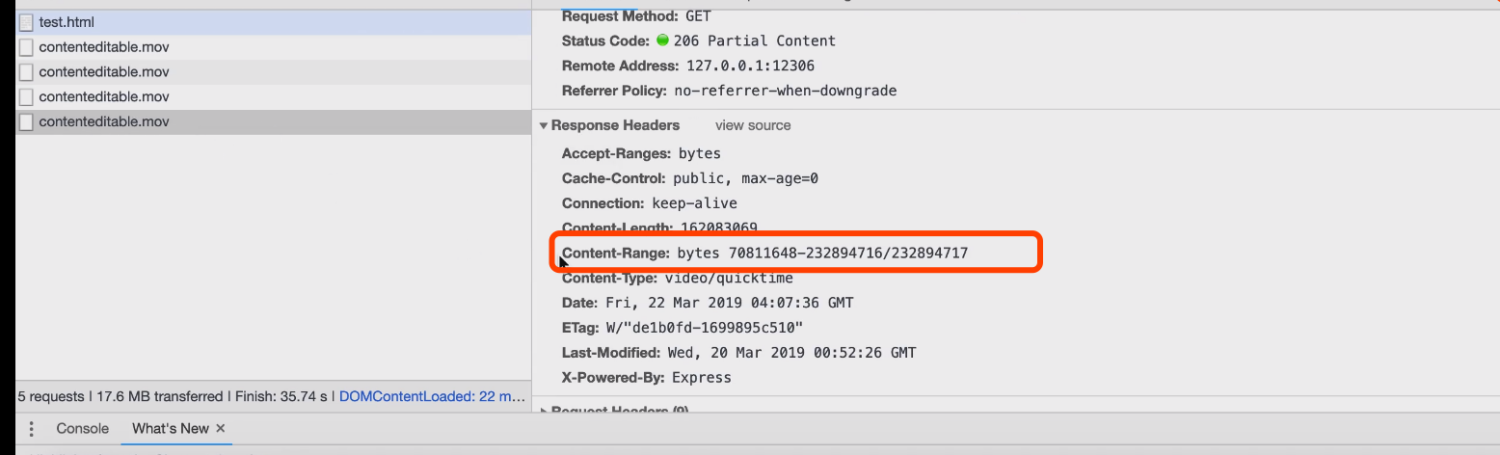 test.html
contenteditable.mov
contenteditable.mov
contenteditable.mov
contenteditable.mov
5 requests | 17.6 MB transferred | Finish: 35.74 s | DOMContentLoaded: 22 m...
Request Method: GET
Status Code: 206 Partial Content
Remote Address: 127.0.0.1:12306
Referrer Policy: no-referrer-when-downgrade
Response Headers view source
Accept-Ranges: bytes
Cache-Control: public, max-age=0
Connection: keep-alive
Content-Length: 162083069
Content-Range: bytes 70811648-232894716/232894717
Content-Type: video/quicktime
Date: Fri, 22 Mar 2019 04:07:36 GMT
ETag: W/"de1b0fd-1699895c510"
Last-Modified: Wed, 20 Mar 2019 00:52:26 GMT
X-Powered-By: Express
Request Headers (9)
Console What's New ×